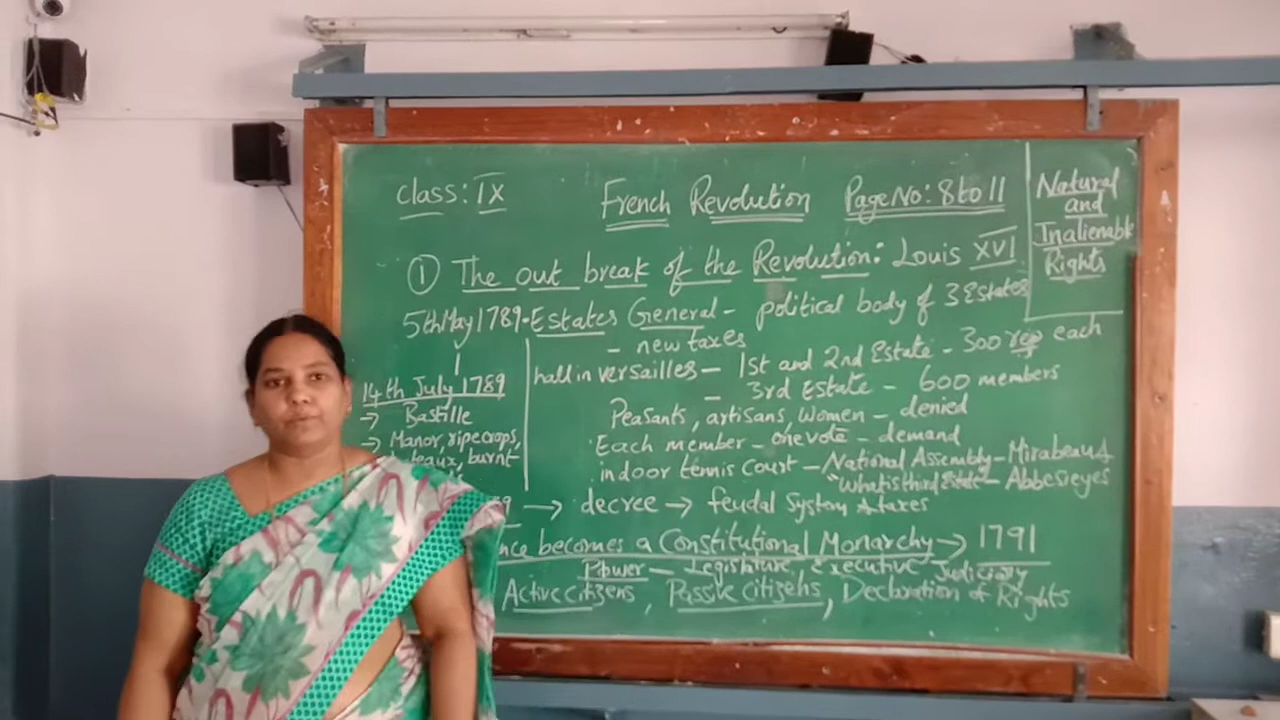 Class: IX French Revolution Page No: 8 to 11
Natural
and
Inalienable
Rights
① The out break of the Revolution: Louis XVI
5th May 1789 - Estates General - political body of 3 Estates
- new taxes
hall in versailles - 1st and 2nd Estate - 300 rep each
- 3rd Estate - 600 members
Peasants, artisans, Women - denied
Each member - one vote - demand
indoor tennis Court - National Assembly - Mirabeau &
"What is third Estate" - Abbesieyes
14th July 1789
→ Bastille
→ Manor, ripe crops,
burnt
→ decree → feudal System & taxes
becomes a Constitutional Monarchy → 1791
Power - Legislature, Executive Judiciary
Active citizens, Passive citizens, Declaration of Rights